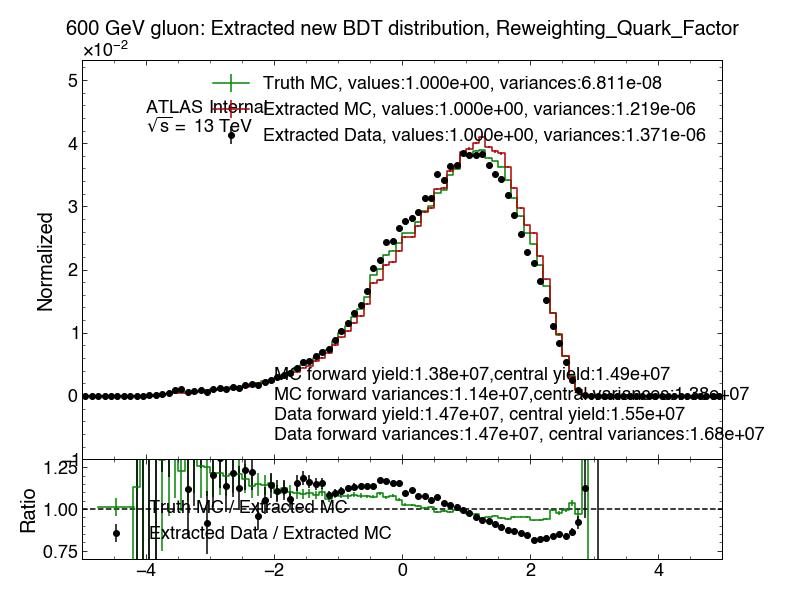 600 GeV gluon: Extracted new BDT distribution, Reweighting_Quark_Factor
×10⁻²
Truth MC, values:1.000e+00, variances:6.811e-08
ATLAS Internal
Extracted MC, values:1.000e+00, variances:1.219e-06
√s = 13 TeV
Extracted Data, values:1.000e+00, variances:1.371e-06
5
4
3
2
1
0
Normalized
MC forward yield:1.38e+07,central yield:1.49e+07
MC forward variances:1.14e+07,central variances:1.38e+07
Data forward yield:1.47e+07, central yield:1.55e+07
Data forward variances:1.47e+07, central variances:1.68e+07
1.25
1.00
0.75
Ratio
Truth MC / Extracted MC
Extracted Data / Extracted MC
−4 −2 0 2 4